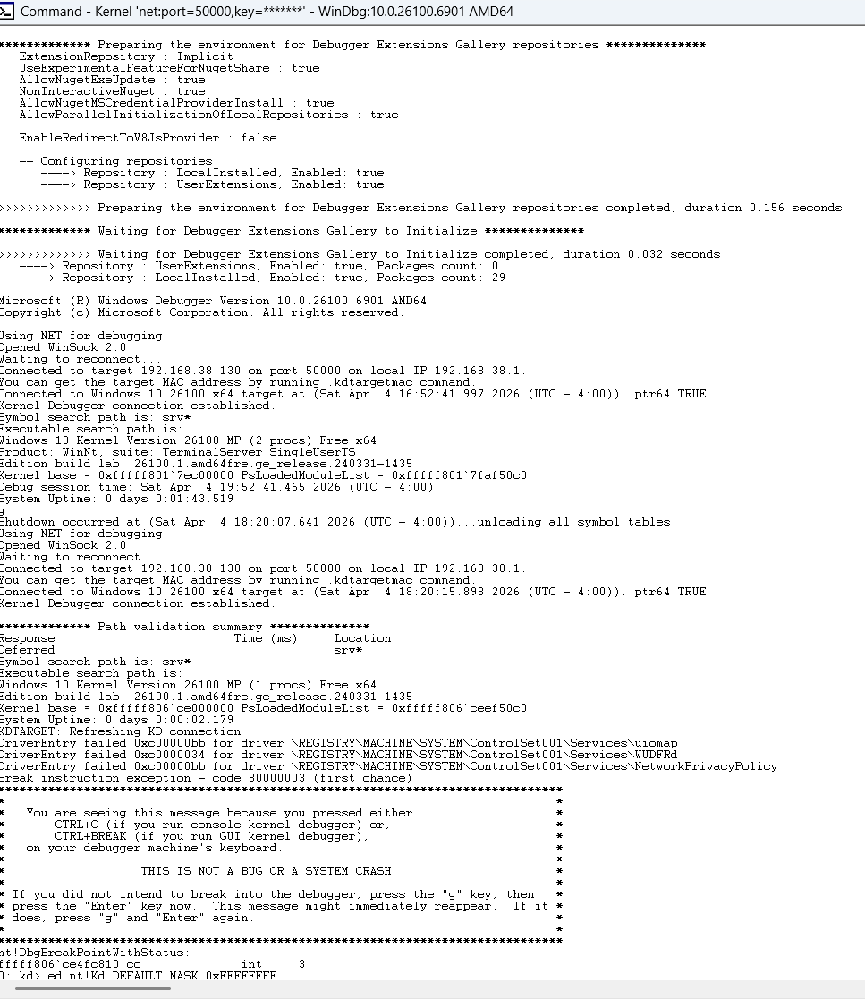 Command - Kernel 'net:port=50000,key=*******' - WinDbg:10.0.26100.6901 AMD64
************* Preparing the environment for Debugger Extensions Gallery repositories **************
ExtensionRepository : Implicit
UseExperimentalFeatureForNugetShare : true
AllowNugetExeUpdate : true
NonInteractiveNuget : true
AllowNugetMSCredentialProviderInstall : true
AllowParallelInitializationOfLocalRepositories : true
EnableRedirectToV8JsProvider : false
-- Configuring repositories
----> Repository : LocalInstalled, Enabled: true
----> Repository : UserExtensions, Enabled: true
>>>>>>>>>>>>> Preparing the environment for Debugger Extensions Gallery repositories completed, duration 0.156 seconds
************* Waiting for Debugger Extensions Gallery to Initialize **************
>>>>>>>>>>>>> Waiting for Debugger Extensions Gallery to Initialize completed, duration 0.032 seconds
----> Repository : UserExtensions, Enabled: true, Packages count: 0
----> Repository : LocalInstalled, Enabled: true, Packages count: 29
Microsoft (R) Windows Debugger Version 10.0.26100.6901 AMD64
Copyright (c) Microsoft Corporation. All rights reserved.
Using NET for debugging
Opened WinSock 2.0
Waiting to reconnect...
Connected to target 192.168.38.130 on port 50000 on local IP 192.168.38.1.
You can get the target MAC address by running .kdtargetmac command.
Connected to Windows 10 26100 x64 target at (Sat Apr  4 16:52:41.997 2026 (UTC - 4:00)), ptr64 TRUE
Kernel Debugger connection established.
Symbol search path is: srv*
Executable search path is:
Windows 10 Kernel Version 26100 MP (2 procs) Free x64
Product: WinNt, suite: TerminalServer SingleUserTS
Edition build lab: 26100.1.amd64fre.ge_release.240331-1435
Kernel base = 0xfffff801`7ec00000 PsLoadedModuleList = 0xfffff801`7faf50c0
Debug session time: Sat Apr  4 19:52:41.465 2026 (UTC - 4:00)
System Uptime: 0 days 0:01:43.519
g
Shutdown occurred at (Sat Apr  4 18:20:07.641 2026 (UTC - 4:00))...unloading all symbol tables.
Using NET for debugging
Opened WinSock 2.0
Waiting to reconnect...
Connected to target 192.168.38.130 on port 50000 on local IP 192.168.38.1.
You can get the target MAC address by running .kdtargetmac command.
Connected to Windows 10 26100 x64 target at (Sat Apr  4 18:20:15.898 2026 (UTC - 4:00)), ptr64 TRUE
Kernel Debugger connection established.
************* Path validation summary **************
Response Time (ms) Location
Deferred srv*
Symbol search path is: srv*
Executable search path is:
Windows 10 Kernel Version 26100 MP (1 procs) Free x64
Edition build lab: 26100.1.amd64fre.ge_release.240331-1435
Kernel base = 0xfffff806`ce000000 PsLoadedModuleList = 0xfffff806`ceef50c0
System Uptime: 0 days 0:00:02.179
KDTARGET: Refreshing KD connection
DriverEntry failed 0xc00000bb for driver \REGISTRY\MACHINE\SYSTEM\ControlSet001\Services\uiomap
DriverEntry failed 0xc0000034 for driver \REGISTRY\MACHINE\SYSTEM\ControlSet001\Services\WUDFRd
DriverEntry failed 0xc00000bb for driver \REGISTRY\MACHINE\SYSTEM\ControlSet001\Services\NetworkPrivacyPolicy
Break instruction exception - code 80000003 (first chance)
*******************************************************************************
* *
* You are seeing this message because you pressed either *
* CTRL+C (if you run console kernel debugger) or, *
* CTRL+BREAK (if you run GUI kernel debugger), *
* on your debugger machine's keyboard. *
* *
* THIS IS NOT A BUG OR A SYSTEM CRASH *
* *
* If you did not intend to break into the debugger, press the "g" key, then *
* press the "Enter" key now. This message might immediately reappear. If it *
* does, press "g" and "Enter" again. *
* *
*******************************************************************************
nt!DbgBreakPointWithStatus:
fffff806`ce4fc810 cc int 3
0: kd> ed nt!Kd_DEFAULT_MASK 0xFFFFFFFF